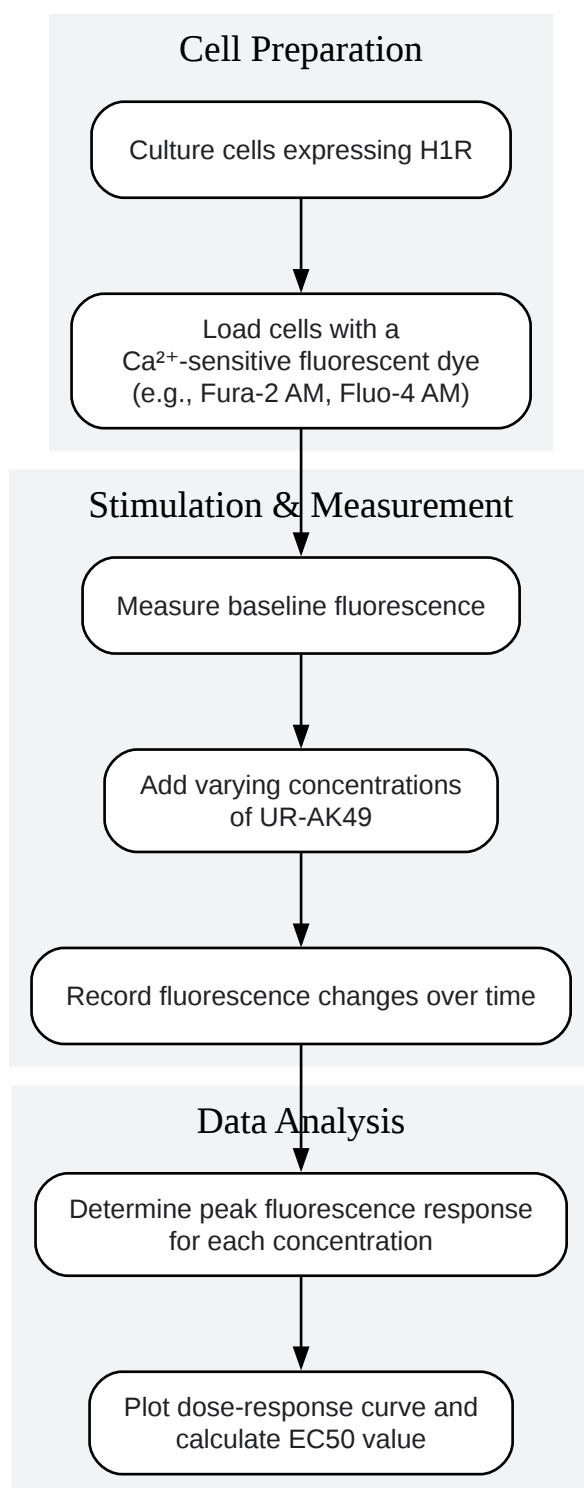 Cell Preparation
Culture cells expressing H1R
Load cells with a
Ca²⁺-sensitive fluorescent dye
(e.g., Fura-2 AM, Fluo-4 AM)
Stimulation & Measurement
Measure baseline fluorescence
Add varying concentrations
of UR-AK49
Record fluorescence changes over time
Data Analysis
Determine peak fluorescence response
for each concentration
Plot dose-response curve and
calculate EC50 value